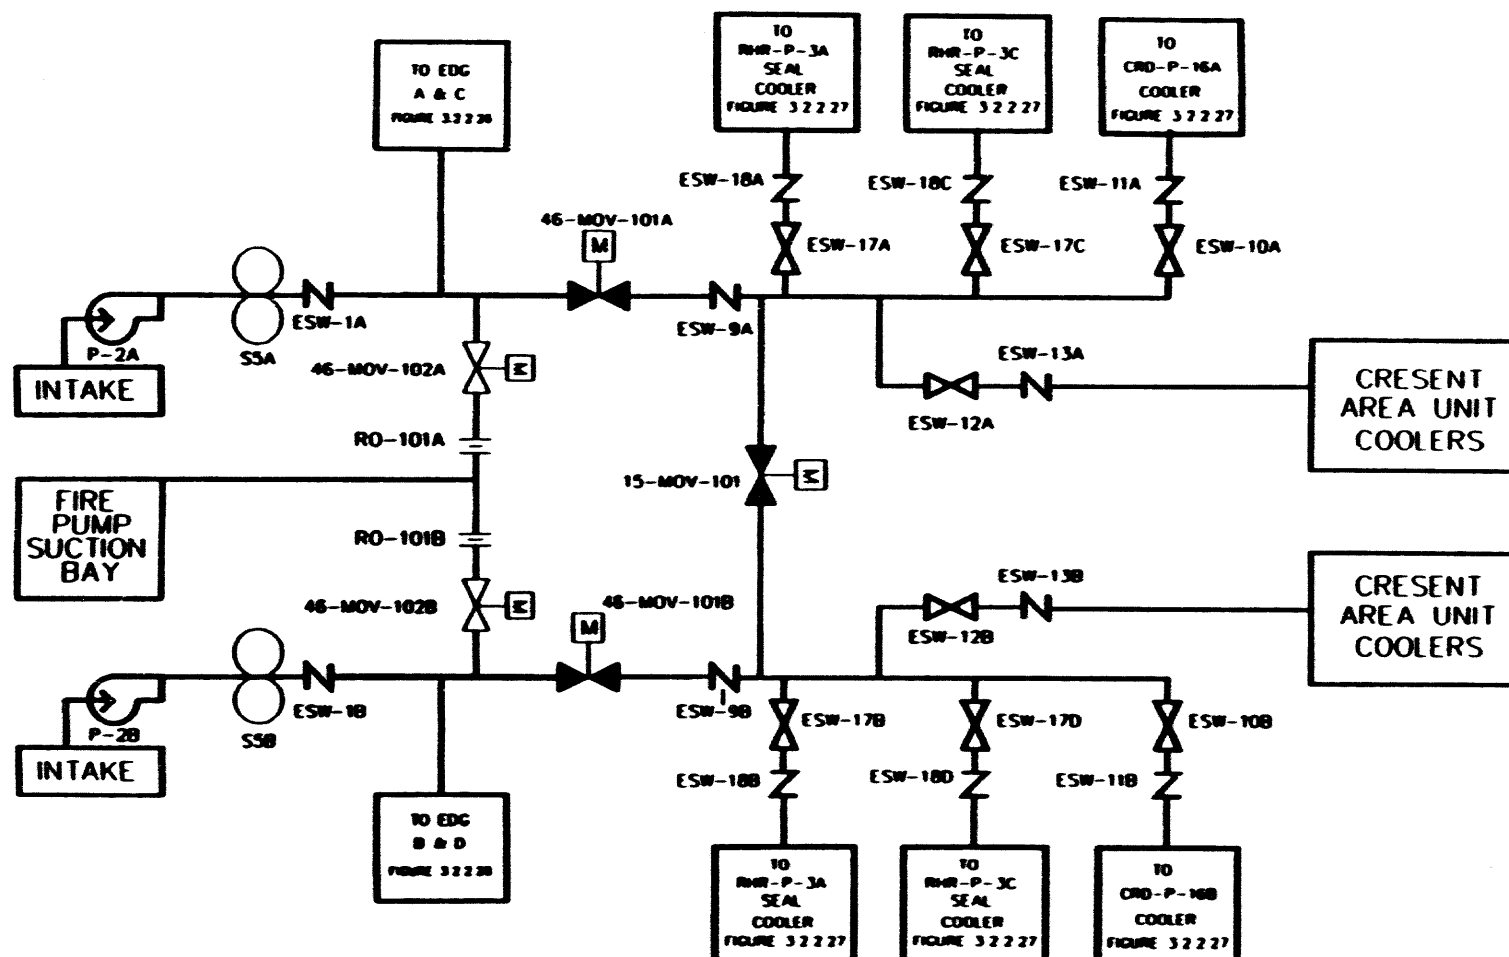 TO
RHR-P-3A
SEAL
COOLER
FIGURE 3 2 2 27
TO
RHR-P-3C
SEAL
COOLER
FIGURE 3 2 2 27
TO
CRD-P-16A
COOLER
FIGURE 3 2 2 27
TO EDG
A & C
ESW-18A
ESW-18C
ESW-11A
46-MOV-101A
M
ESW-17A
ESW-17C
ESW-10A
ESW-1A
ESW-9A
P-2A
S5A
INTAKE
46-MOV-102A
M
ESW-13A
ESW-12A
CRESENT
AREA UNIT
COOLERS
RO-101A
15-MOV-101
M
FIRE
PUMP
SUCTION
BAY
RO-101B
46-MOV-102B
M
46-MOV-101B
M
ESW-13B
ESW-12B
CRESENT
AREA UNIT
COOLERS
P-2B
S5B
ESW-1B
ESW-9B
INTAKE
ESW-17B
ESW-17D
ESW-10B
ESW-18B
ESW-18D
ESW-11B
TO EDG
B & D
TO
RHR-P-3A
SEAL
COOLER
FIGURE 3 2 2 27
TO
RHR-P-3C
SEAL
COOLER
FIGURE 3 2 2 27
TO
CRD-P-16B
COOLER
FIGURE 3 2 2 27